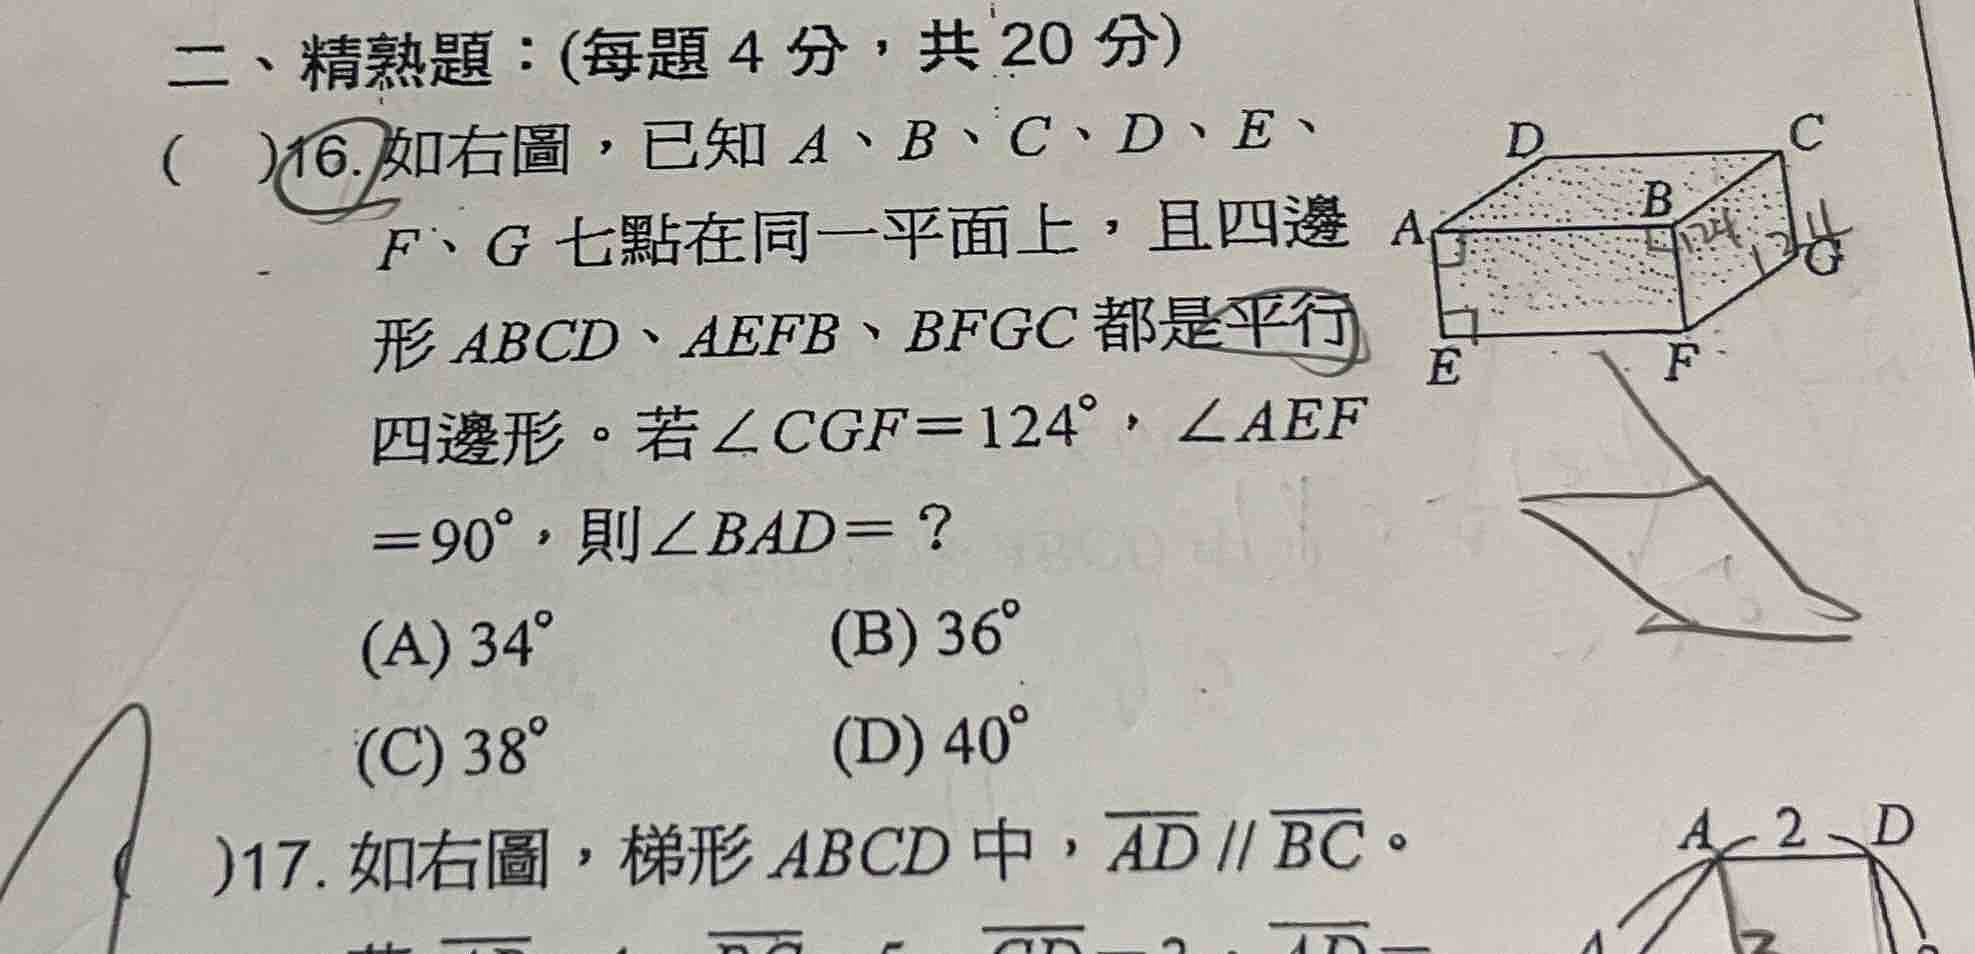 二、精熟題：(每題 4 分，共 20 分)
(　)16. 如右圖，已知 A、B、C、D、E、
F、G 七點在同一平面上，且四邊
形 ABCD、AEFB、BFGC 都是平行
四邊形。若∠CGF＝124°，∠AEF
＝90°，則∠BAD＝？
(A) 34°　(B) 36°
(C) 38°　(D) 40°
D C
B
A
124
G
E F
)17. 如右圖，梯形 ABCD 中，A̅D̅ // B̅C̅。
A 2 D